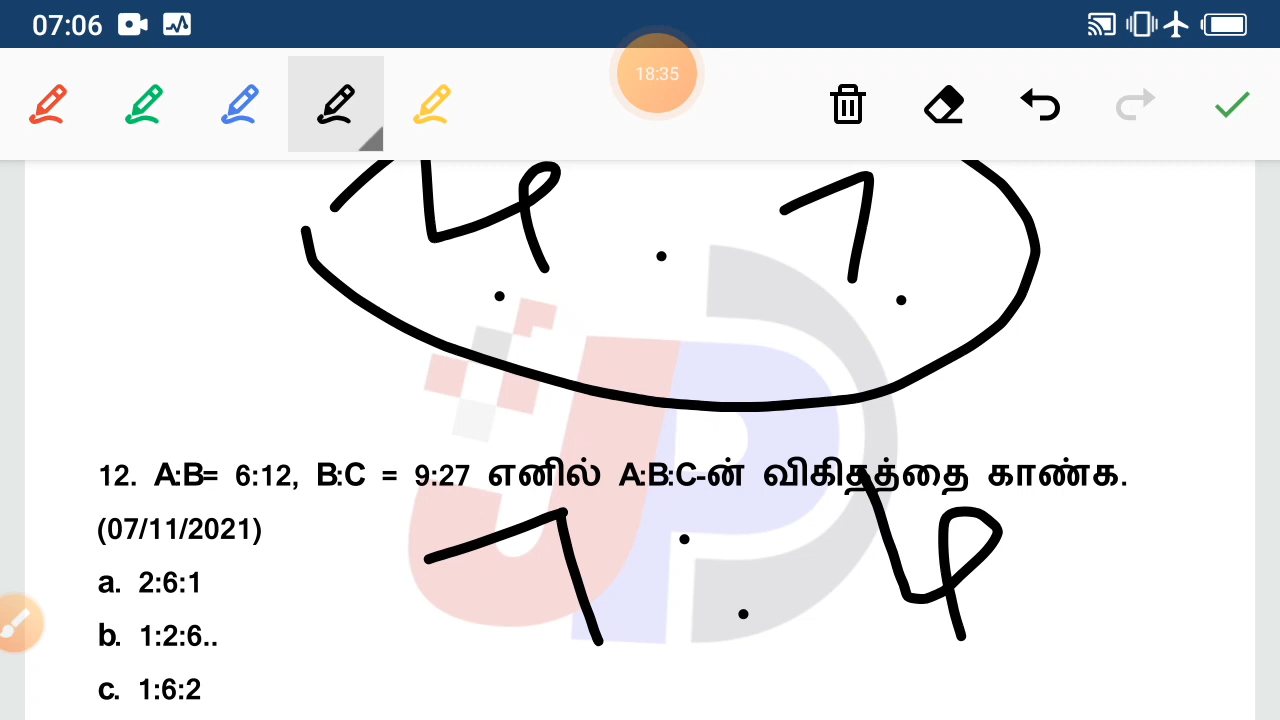 07:06
18:35
12. A:B= 6:12, B:C = 9:27 எனில் A:B:C-ன் விகிதத்தை காண்க.
(07/11/2021)
a. 2:6:1
b. 1:2:6..
c. 1:6:2